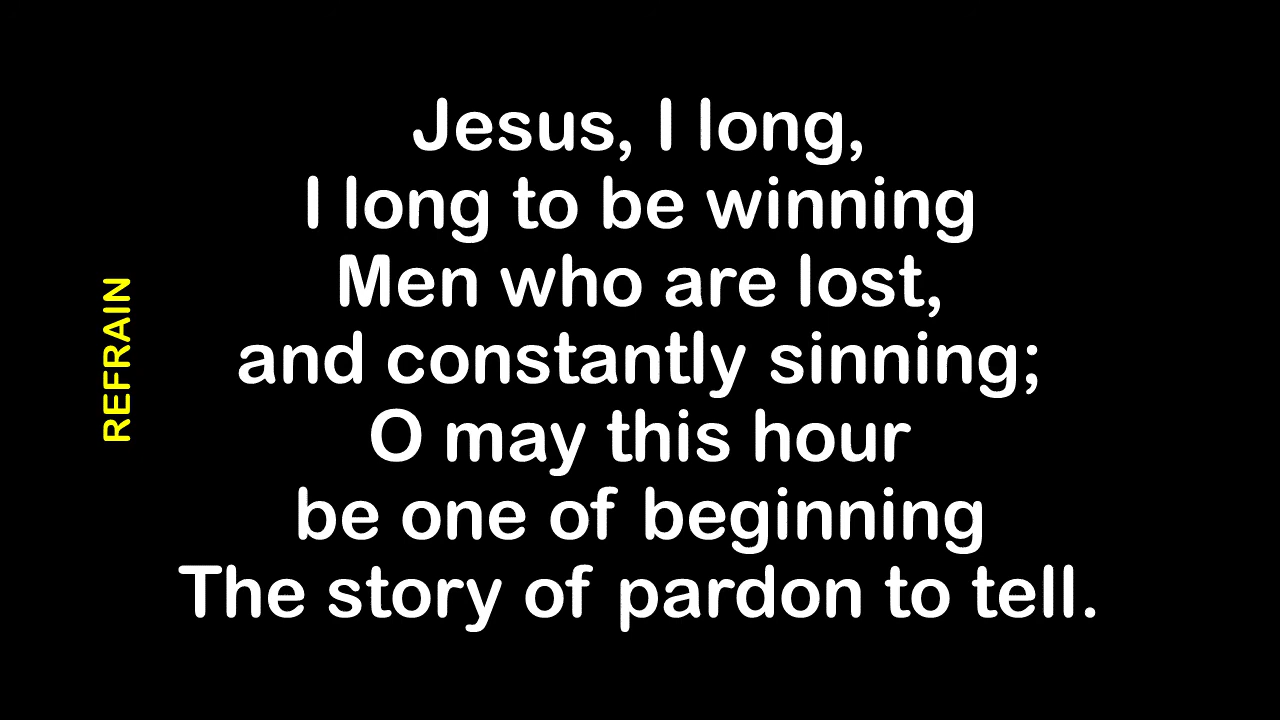 REFRAIN
Jesus, I long,
I long to be winning
Men who are lost,
and constantly sinning;
O may this hour
be one of beginning
The story of pardon to tell.